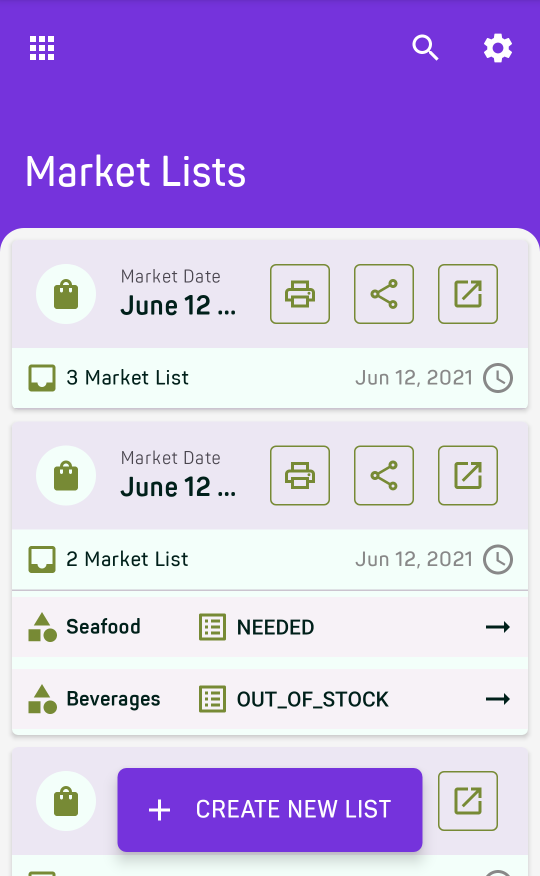 Market Lists
Market Date
June 12 ...
3 Market List
Jun 12, 2021
Market Date
June 12 ...
2 Market List
Jun 12, 2021
Seafood
NEEDED
Beverages
OUT_OF_STOCK
CREATE NEW LIST